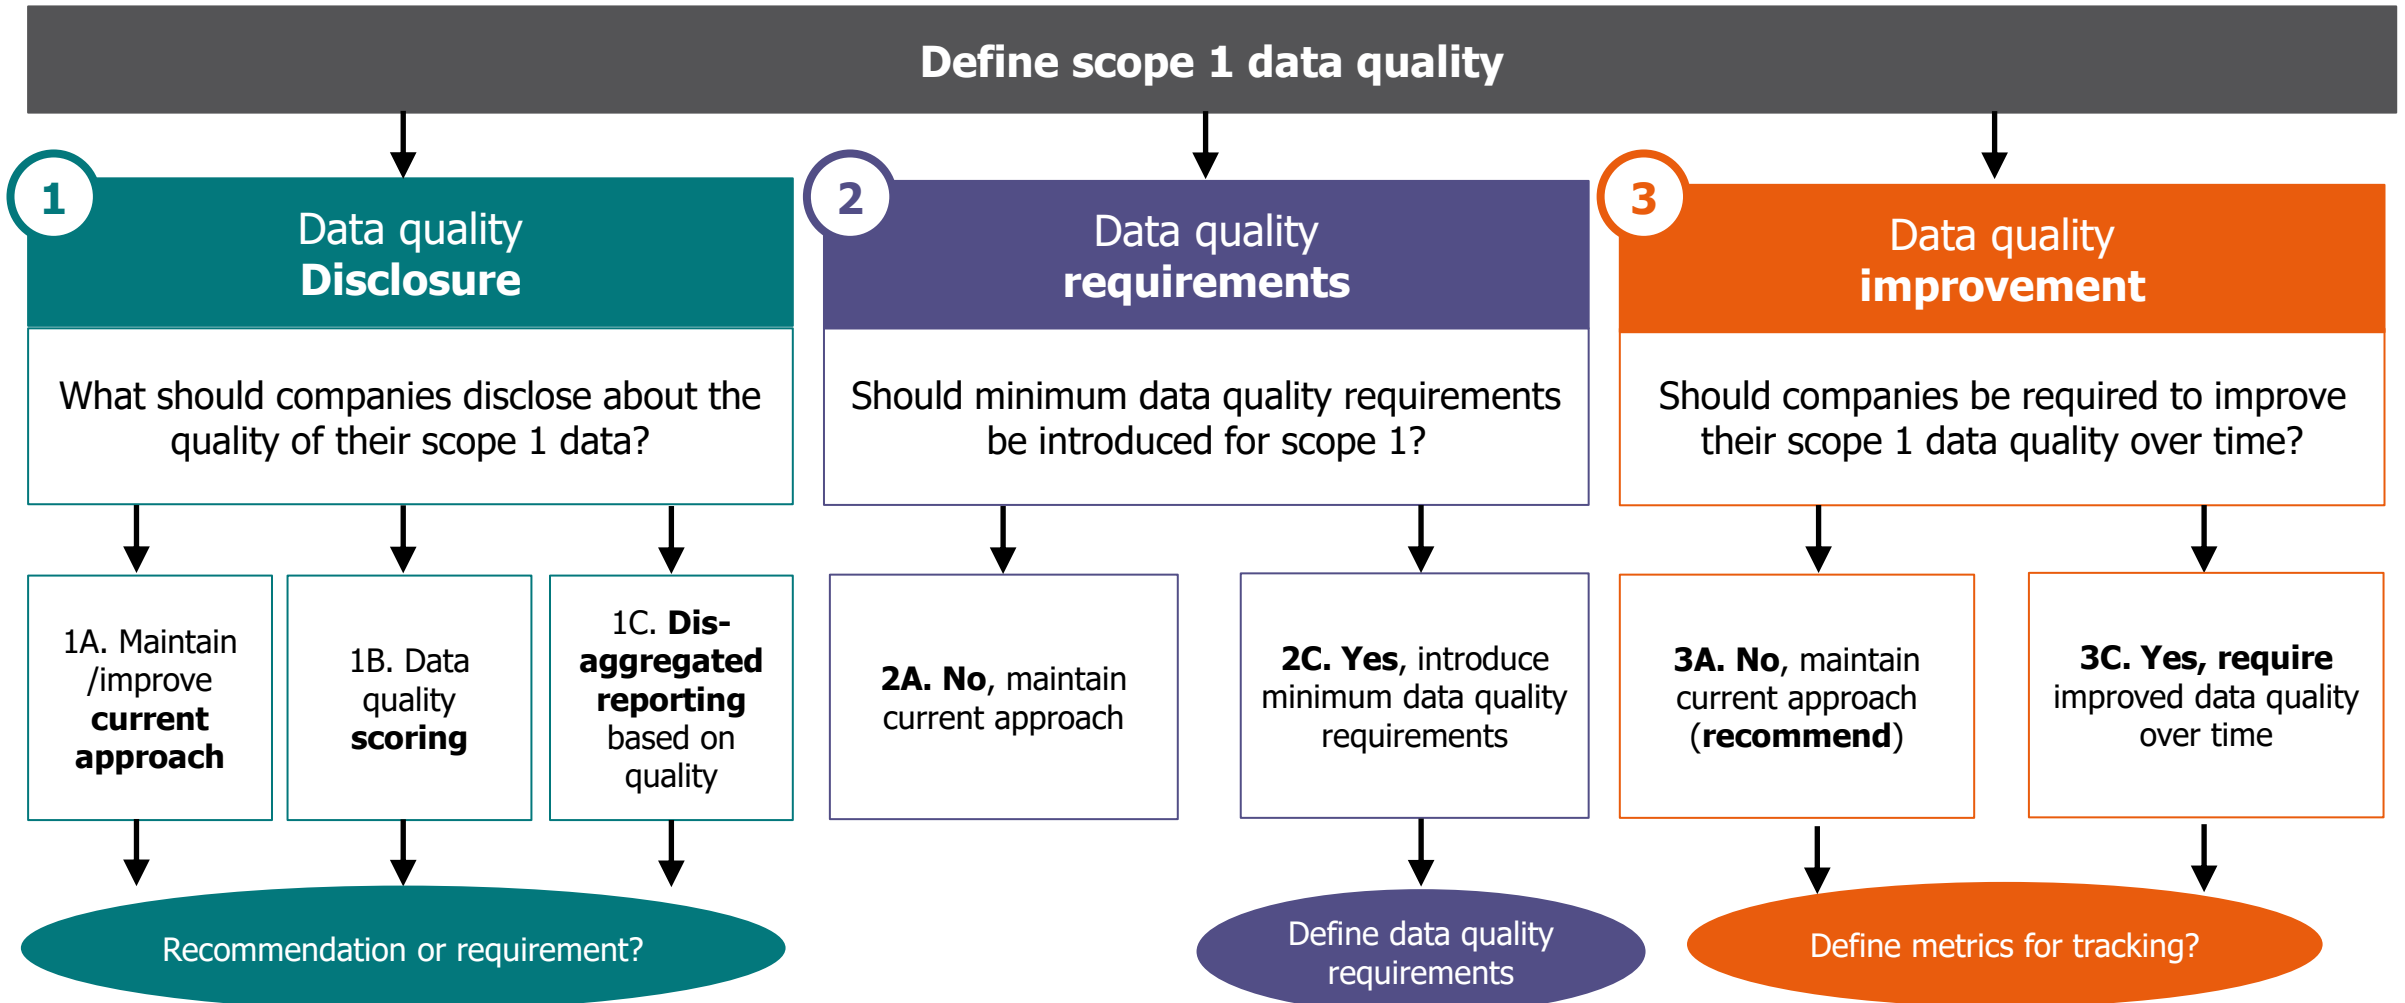 Define scope 1 data quality
1
Data quality
Disclosure
What should companies disclose about the
quality of their scope 1 data?
1A. Maintain
/improve
current
approach
1B. Data
quality
scoring
1C. Dis-
aggregated
reporting
based on
quality
Recommendation or requirement?
2
Data quality
requirements
Should minimum data quality requirements
be introduced for scope 1?
2A. No, maintain
current approach
2C. Yes, introduce
minimum data quality
requirements
Define data quality
requirements
3
Data quality
improvement
Should companies be required to improve
their scope 1 data quality over time?
3A. No, maintain
current approach
(recommend)
3C. Yes, require
improved data quality
over time
Define metrics for tracking?